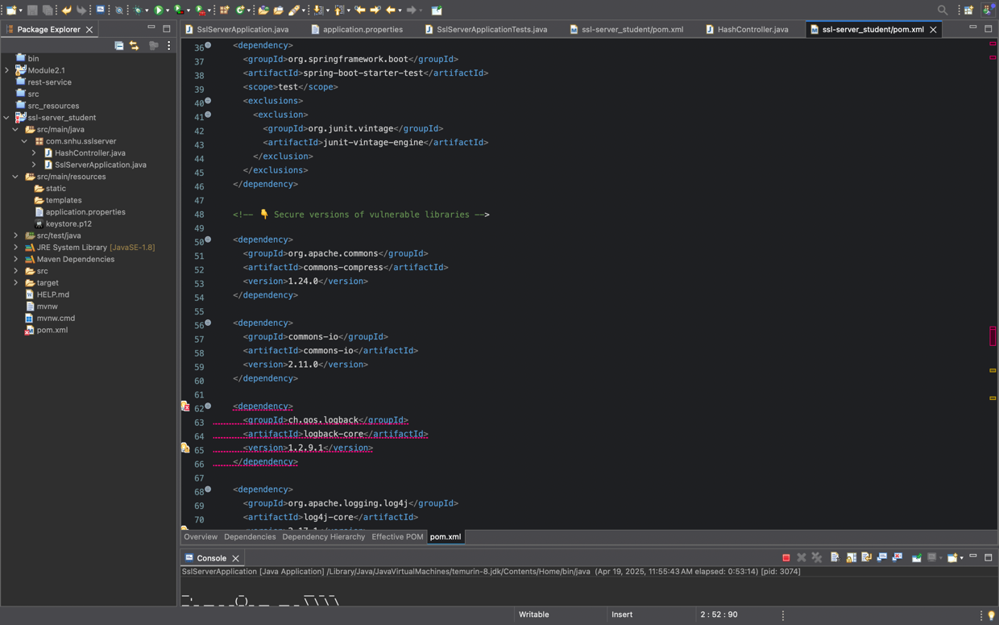 Package Explorer
SslServerApplication.java
application.properties
SslServerApplicationTests.java
ssl-server_student/pom.xml
HashController.java
ssl-server_student/pom.xml
bin
Module2.1
rest-service
src
src_resources
ssl-server_student
src/main/java
com.snhu.sslserver
HashController.java
SslServerApplication.java
src/main/resources
static
templates
application.properties
keystore.p12
src/test/java
JRE System Library [JavaSE-1.8]
Maven Dependencies
src
target
HELP.md
mvnw
mvnw.cmd
pom.xml
36 <dependency>
37 <groupId>org.springframework.boot</groupId>
38 <artifactId>spring-boot-starter-test</artifactId>
39 <scope>test</scope>
40 <exclusions>
41 <exclusion>
42 <groupId>org.junit.vintage</groupId>
43 <artifactId>junit-vintage-engine</artifactId>
44 </exclusion>
45 </exclusions>
46 </dependency>
47
48 <!-- 👇 Secure versions of vulnerable libraries -->
49
50 <dependency>
51 <groupId>org.apache.commons</groupId>
52 <artifactId>commons-compress</artifactId>
53 <version>1.24.0</version>
54 </dependency>
55
56 <dependency>
57 <groupId>commons-io</groupId>
58 <artifactId>commons-io</artifactId>
59 <version>2.11.0</version>
60 </dependency>
61
62 <dependency>
63 <groupId>ch.qos.logback</groupId>
64 <artifactId>logback-core</artifactId>
65 <version>1.2.9.1</version>
66 </dependency>
67
68 <dependency>
69 <groupId>org.apache.logging.log4j</groupId>
70 <artifactId>log4j-core</artifactId>
<version>2.17.1</version>
Overview Dependencies Dependency Hierarchy Effective POM pom.xml
Console
SslServerApplication [Java Application] /Library/Java/JavaVirtualMachines/temurin-8.jdk/Contents/Home/bin/java (Apr 19, 2025, 11:55:43 AM elapsed: 0:53:14) [pid: 3074]
Writable Insert 2 : 52 : 90